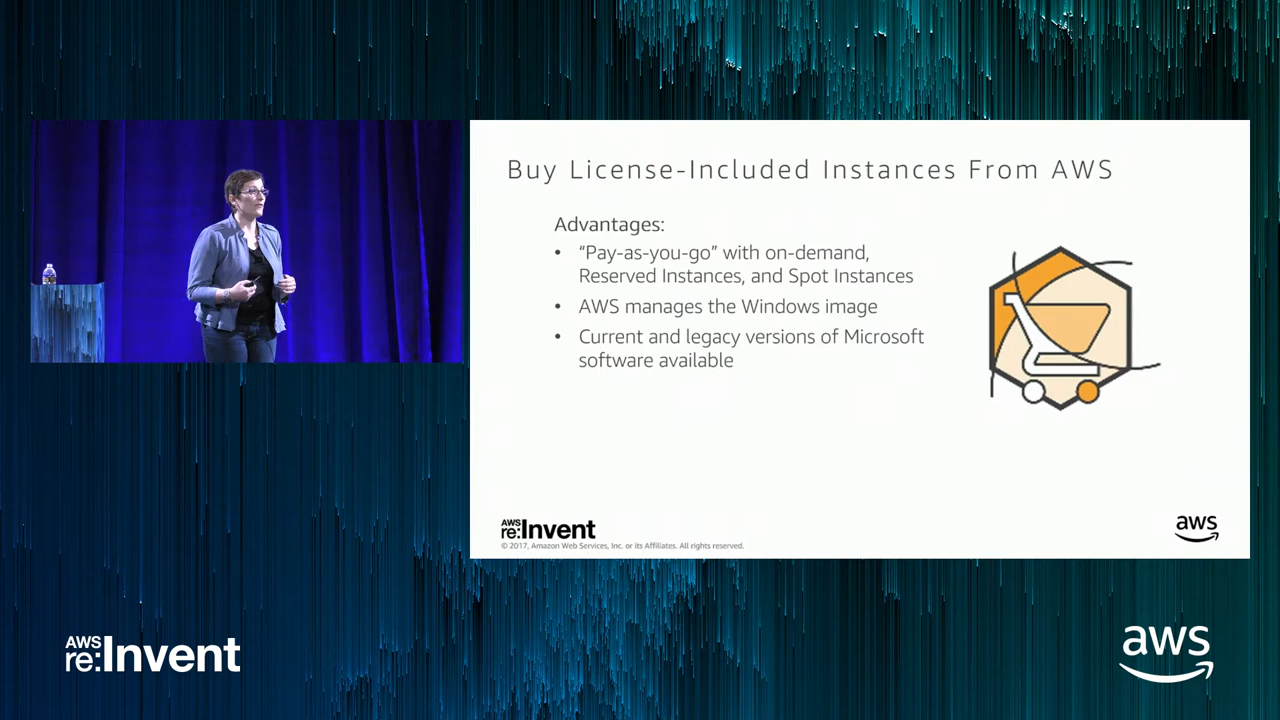 Buy License-Included Instances From AWS
Advantages:
• “Pay-as-you-go” with on-demand,
Reserved Instances, and Spot Instances
• AWS manages the Windows image
• Current and legacy versions of Microsoft
software available
AWS
re:Invent
© 2017, Amazon Web Services, Inc. or its Affiliates. All rights reserved.
aws
AWS
re:Invent
aws